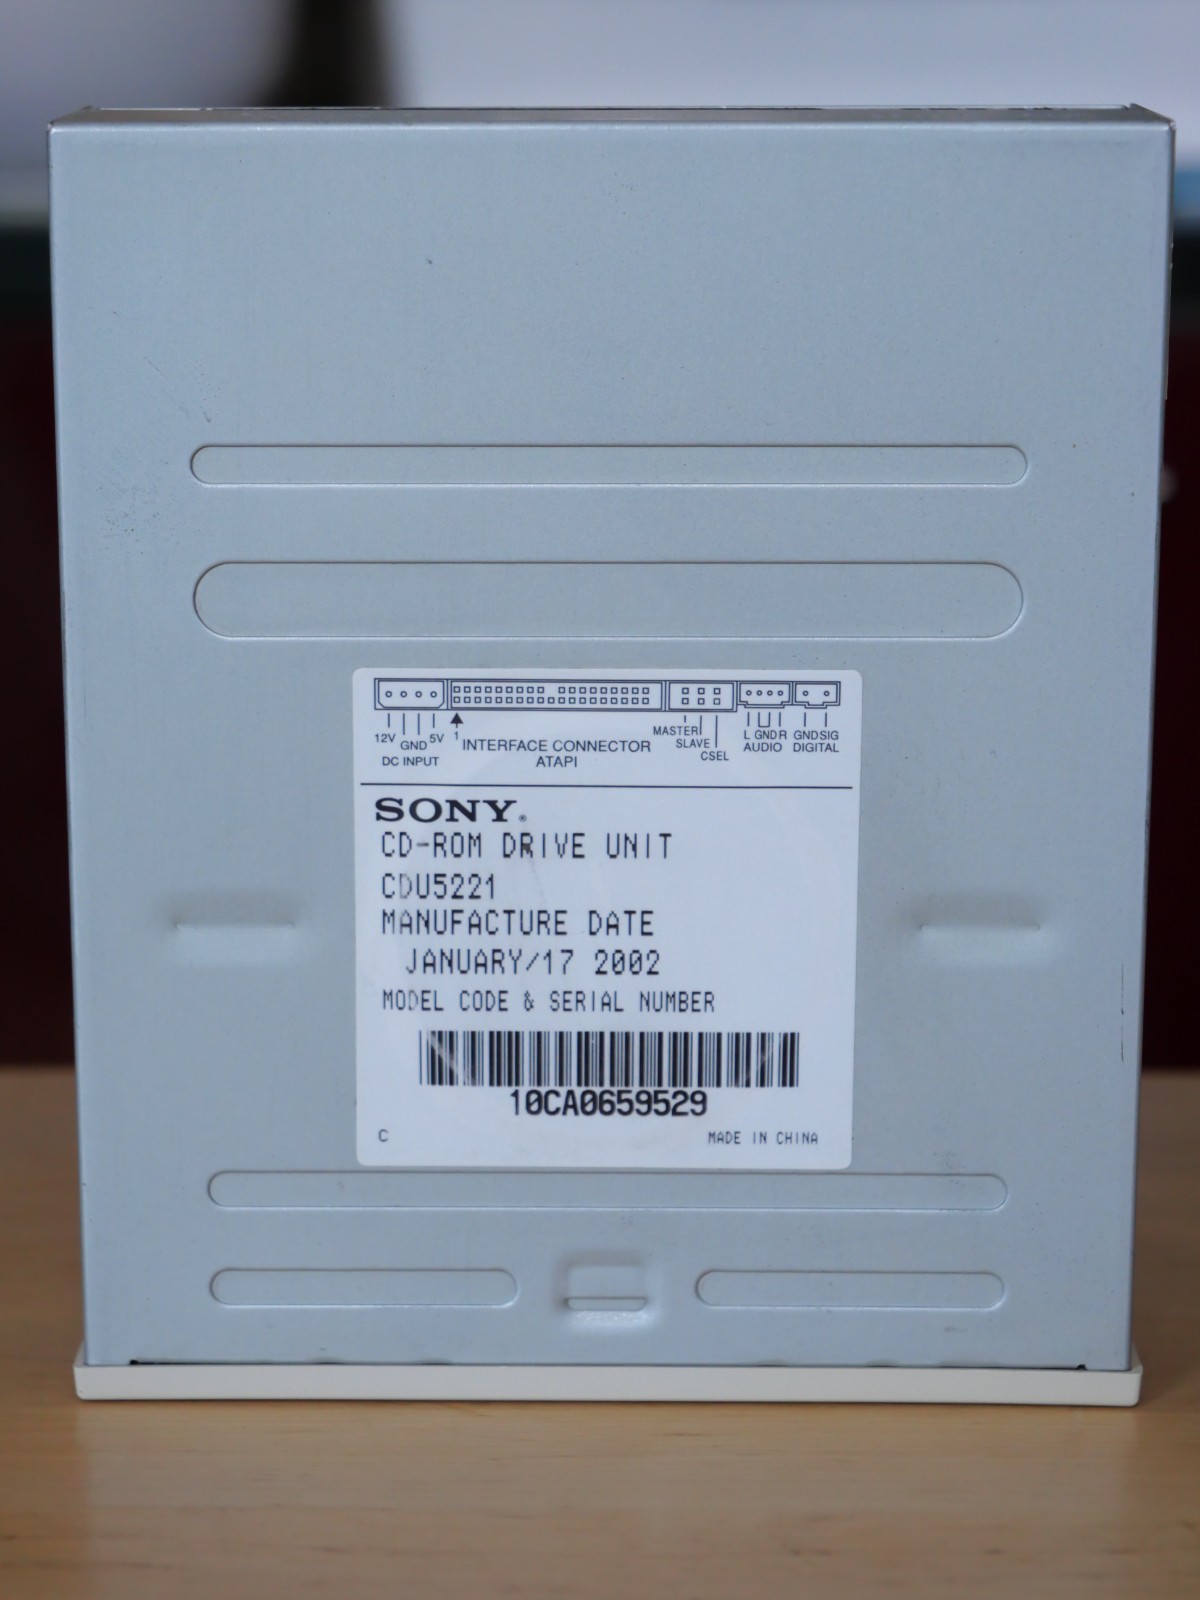 12V GND 5V
DC INPUT
1
INTERFACE CONNECTOR
ATAPI
MASTER
SLAVE
CSEL
L GND R
AUDIO
GND SIG
DIGITAL
SONY®
CD-ROM DRIVE UNIT
CDU5221
MANUFACTURE DATE
JANUARY/17 2002
MODEL CODE & SERIAL NUMBER
10CA0659529
C MADE IN CHINA